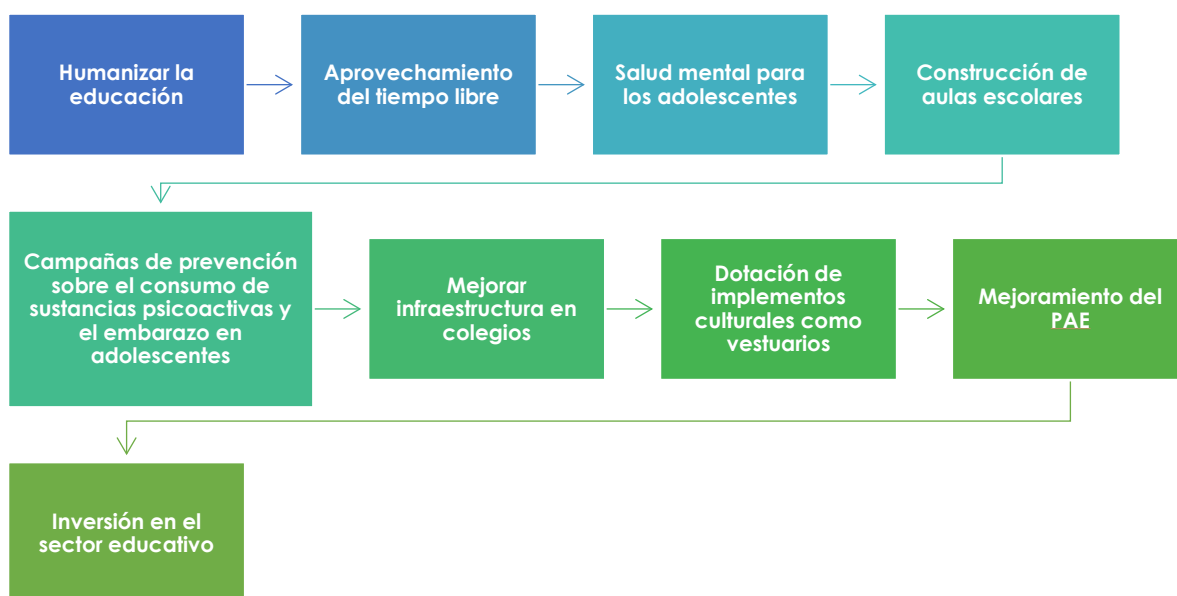 Humanizar la
educación
Aprovechamiento
del tiempo libre
Salud mental para
los adolescentes
Construcción de
aulas escolares
Campañas de prevención
sobre el consumo de
sustancias psicoactivas y
el embarazo en
adolescentes
Mejorar
infraestructura en
colegios
Dotación de
implementos
culturales como
vestuarios
Mejoramiento del
PAE
Inversión en el
sector educativo